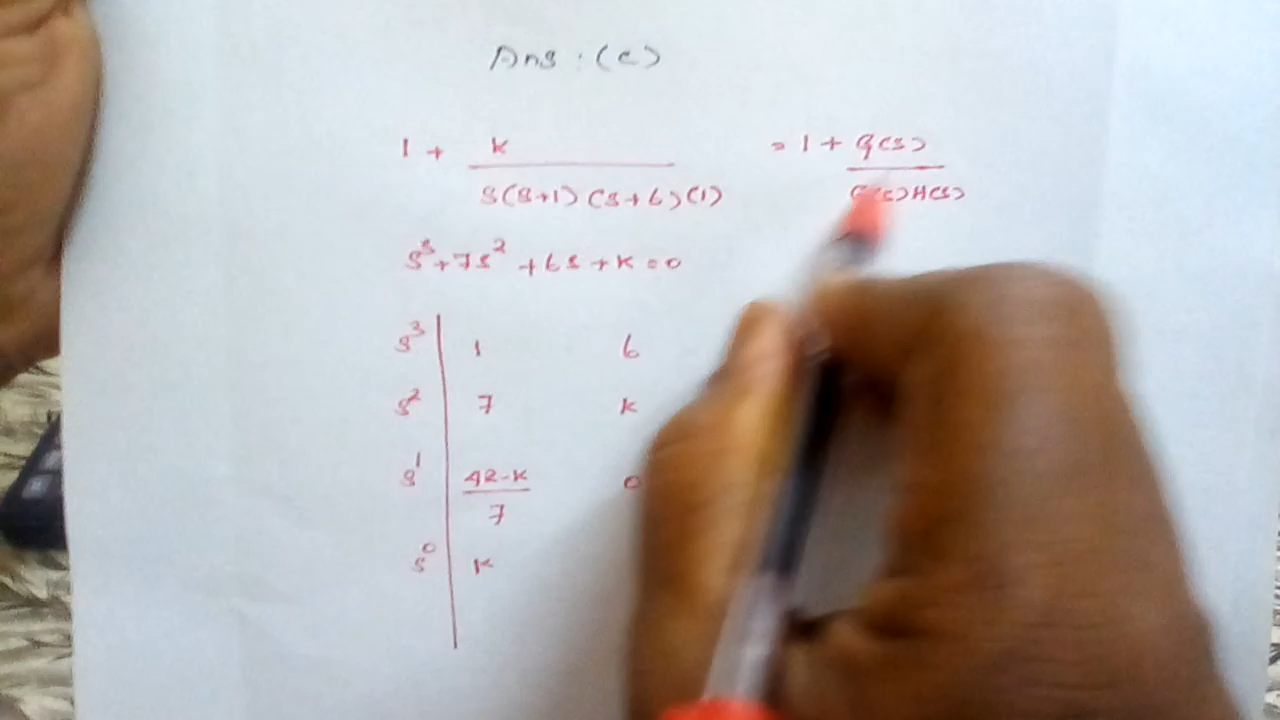 Ans : (c)
1 + k / s(s+1)(s+6)(1) = 1 + G(s) / G(s)H(s)
s³+7s²+6s+k=0
s³ 1 6
s² 7 k
s¹ 42-k / 7 0
s⁰ k